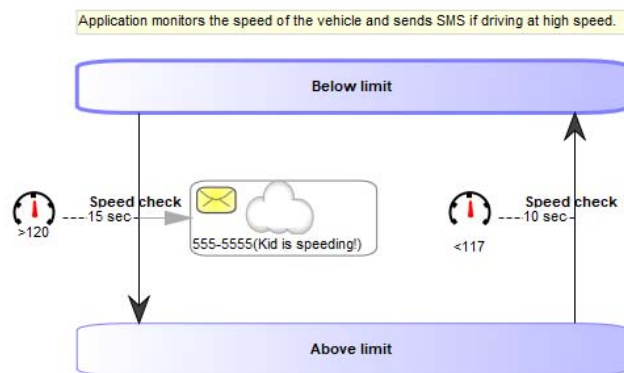 Application monitors the speed of the vehicle and sends SMS if driving at high speed.
Below limit
Speed check
15 sec
>120
555-5555(Kid is speeding!)
Speed check
10 sec
<117
Above limit